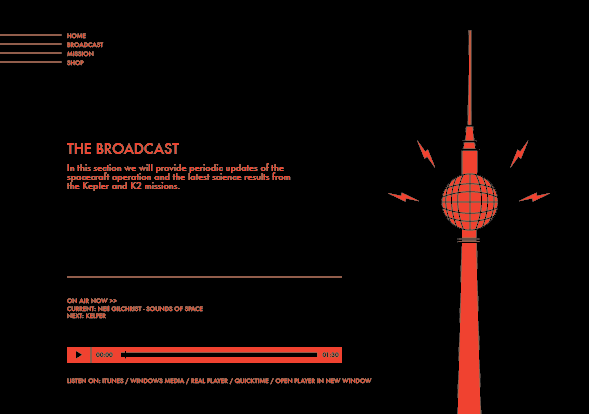 HOME
BROADCAST
MISSION
SHOP
THE BROADCAST
In this section we will provide periodic updates of the
spacecraft operation and the latest science results from
the Kepler and K2 missions.
ON AIR NOW >>
CURRENT: NEIL GILCHRIST - SOUNDS OF SPACE
NEXT: KELPER
00:00 01:30
LISTEN ON: ITUNES / WINDOWS MEDIA / REAL PLAYER / QUICKTIME / OPEN PLAYER IN NEW WINDOW